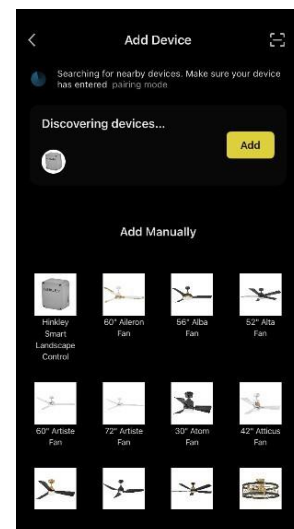 Add Device
Searching for nearby devices. Make sure your device
has entered pairing mode
Discovering devices...
Add
Add Manually
Hinkley
Smart
Landscape
Control
60" Aileron
Fan
56" Alba
Fan
52" Alta
Fan
60" Artiste
Fan
72" Artiste
Fan
30" Atom
Fan
42" Atticus
Fan